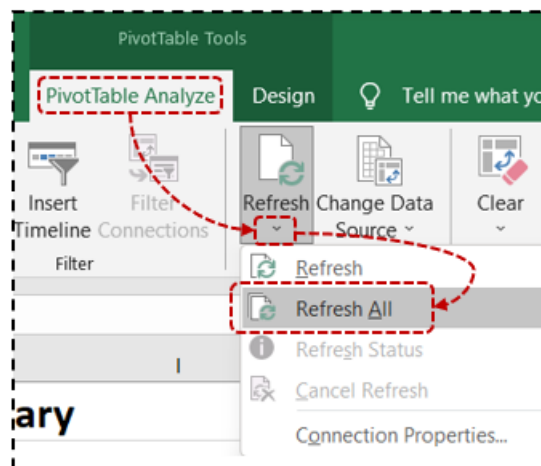 PivotTable Tools
PivotTable Analyze Design Tell me what yo
Insert Timeline
Filter Connections
Refresh
Change Data Source
Clear
Filter
Refresh
Refresh All
Refresh Status
Cancel Refresh
Connection Properties...
I
ary